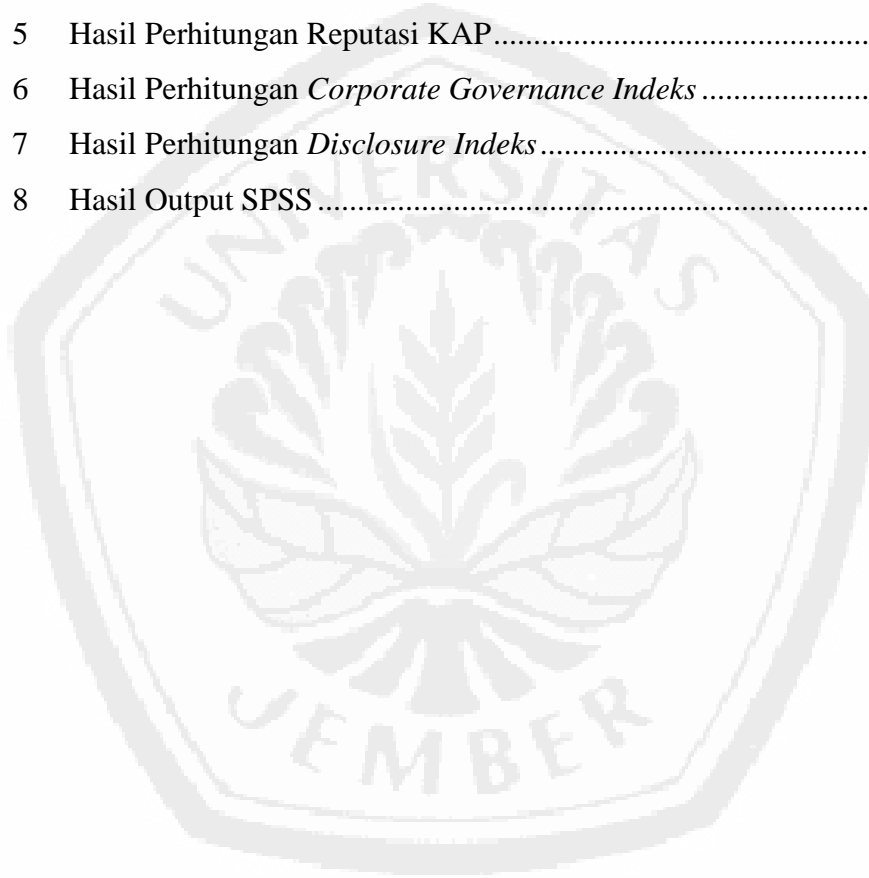 5 Hasil Perhitungan Reputasi KAP............................................
6 Hasil Perhitungan Corporate Governance Indeks....................
7 Hasil Perhitungan Disclosure Indeks.......................................
8 Hasil Output SPSS...................................................................
UNIVERSITAS
JEMBER